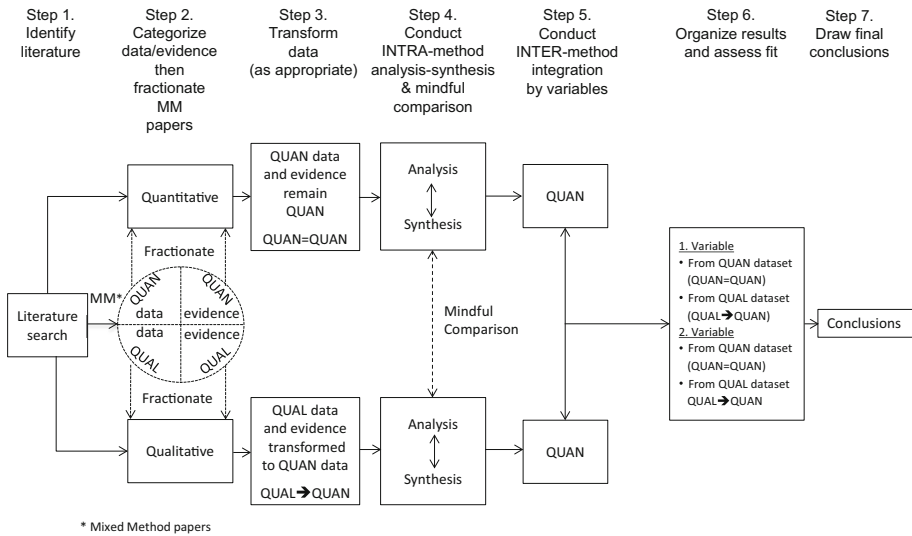 Step 1.
Identify
literature
Step 2.
Categorize
data/evidence
then
fractionate
MM
papers
Step 3.
Transform
data
(as appropriate)
Step 4.
Conduct
INTRA-method
analysis-synthesis
& mindful
comparison
Step 5.
Conduct
INTER-method
integration
by variables
Step 6.
Organize results
and assess fit
Step 7.
Draw final
conclusions
Literature
search
MM*
Quantitative
Fractionate
QUAN
QUAN
data
evidence
data
evidence
QUAL
QUAL
Fractionate
Qualitative
QUAN data
and evidence
remain
QUAN
QUAN=QUAN
QUAL data
and evidence
transformed
to QUAN data
QUAL➔QUAN
Analysis
Synthesis
Mindful
Comparison
Analysis
Synthesis
QUAN
QUAN
1. Variable
• From QUAN dataset
(QUAN=QUAN)
• From QUAL dataset
(QUAL➔QUAN)
2. Variable
• From QUAN dataset
(QUAN=QUAN)
• From QUAL dataset
QUAL➔QUAN
Conclusions
* Mixed Method papers